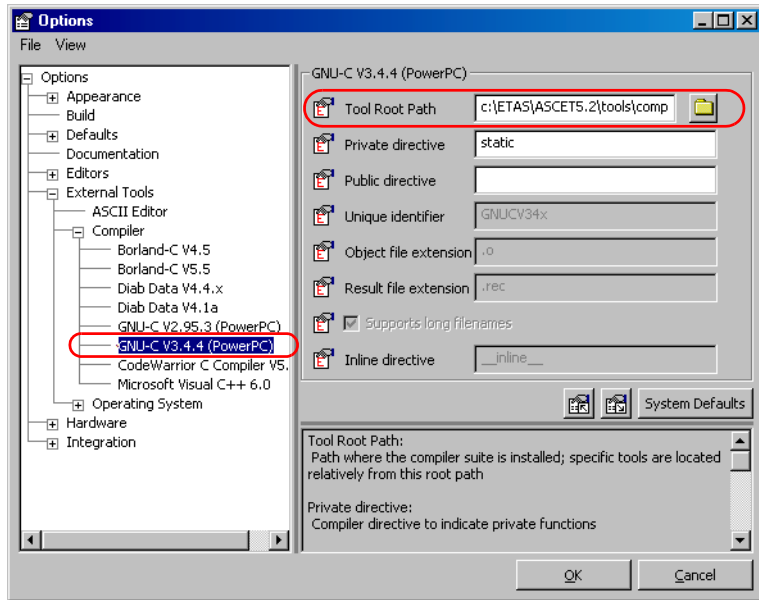 Options
File View
Options
Appearance
Build
Defaults
Documentation
Editors
External Tools
ASCII Editor
Compiler
Borland-C V4.5
Borland-C V5.5
Diab Data V4.4.x
Diab Data V4.1a
GNU-C V2.95.3 (PowerPC)
GNU-C V3.4.4 (PowerPC)
CodeWarrior C Compiler V5.
Microsoft Visual C++ 6.0
Operating System
Hardware
Integration
GNU-C V3.4.4 (PowerPC)
Tool Root Path c:\ETAS\ASCET5.2\tools\comp
Private directive static
Public directive
Unique identifier GNUCV34x
Object file extension .o
Result file extension .rec
Supports long filenames
Inline directive __inline__
System Defaults
Tool Root Path:
Path where the compiler suite is installed; specific tools are located
relatively from this root path
Private directive:
Compiler directive to indicate private functions
OK Cancel